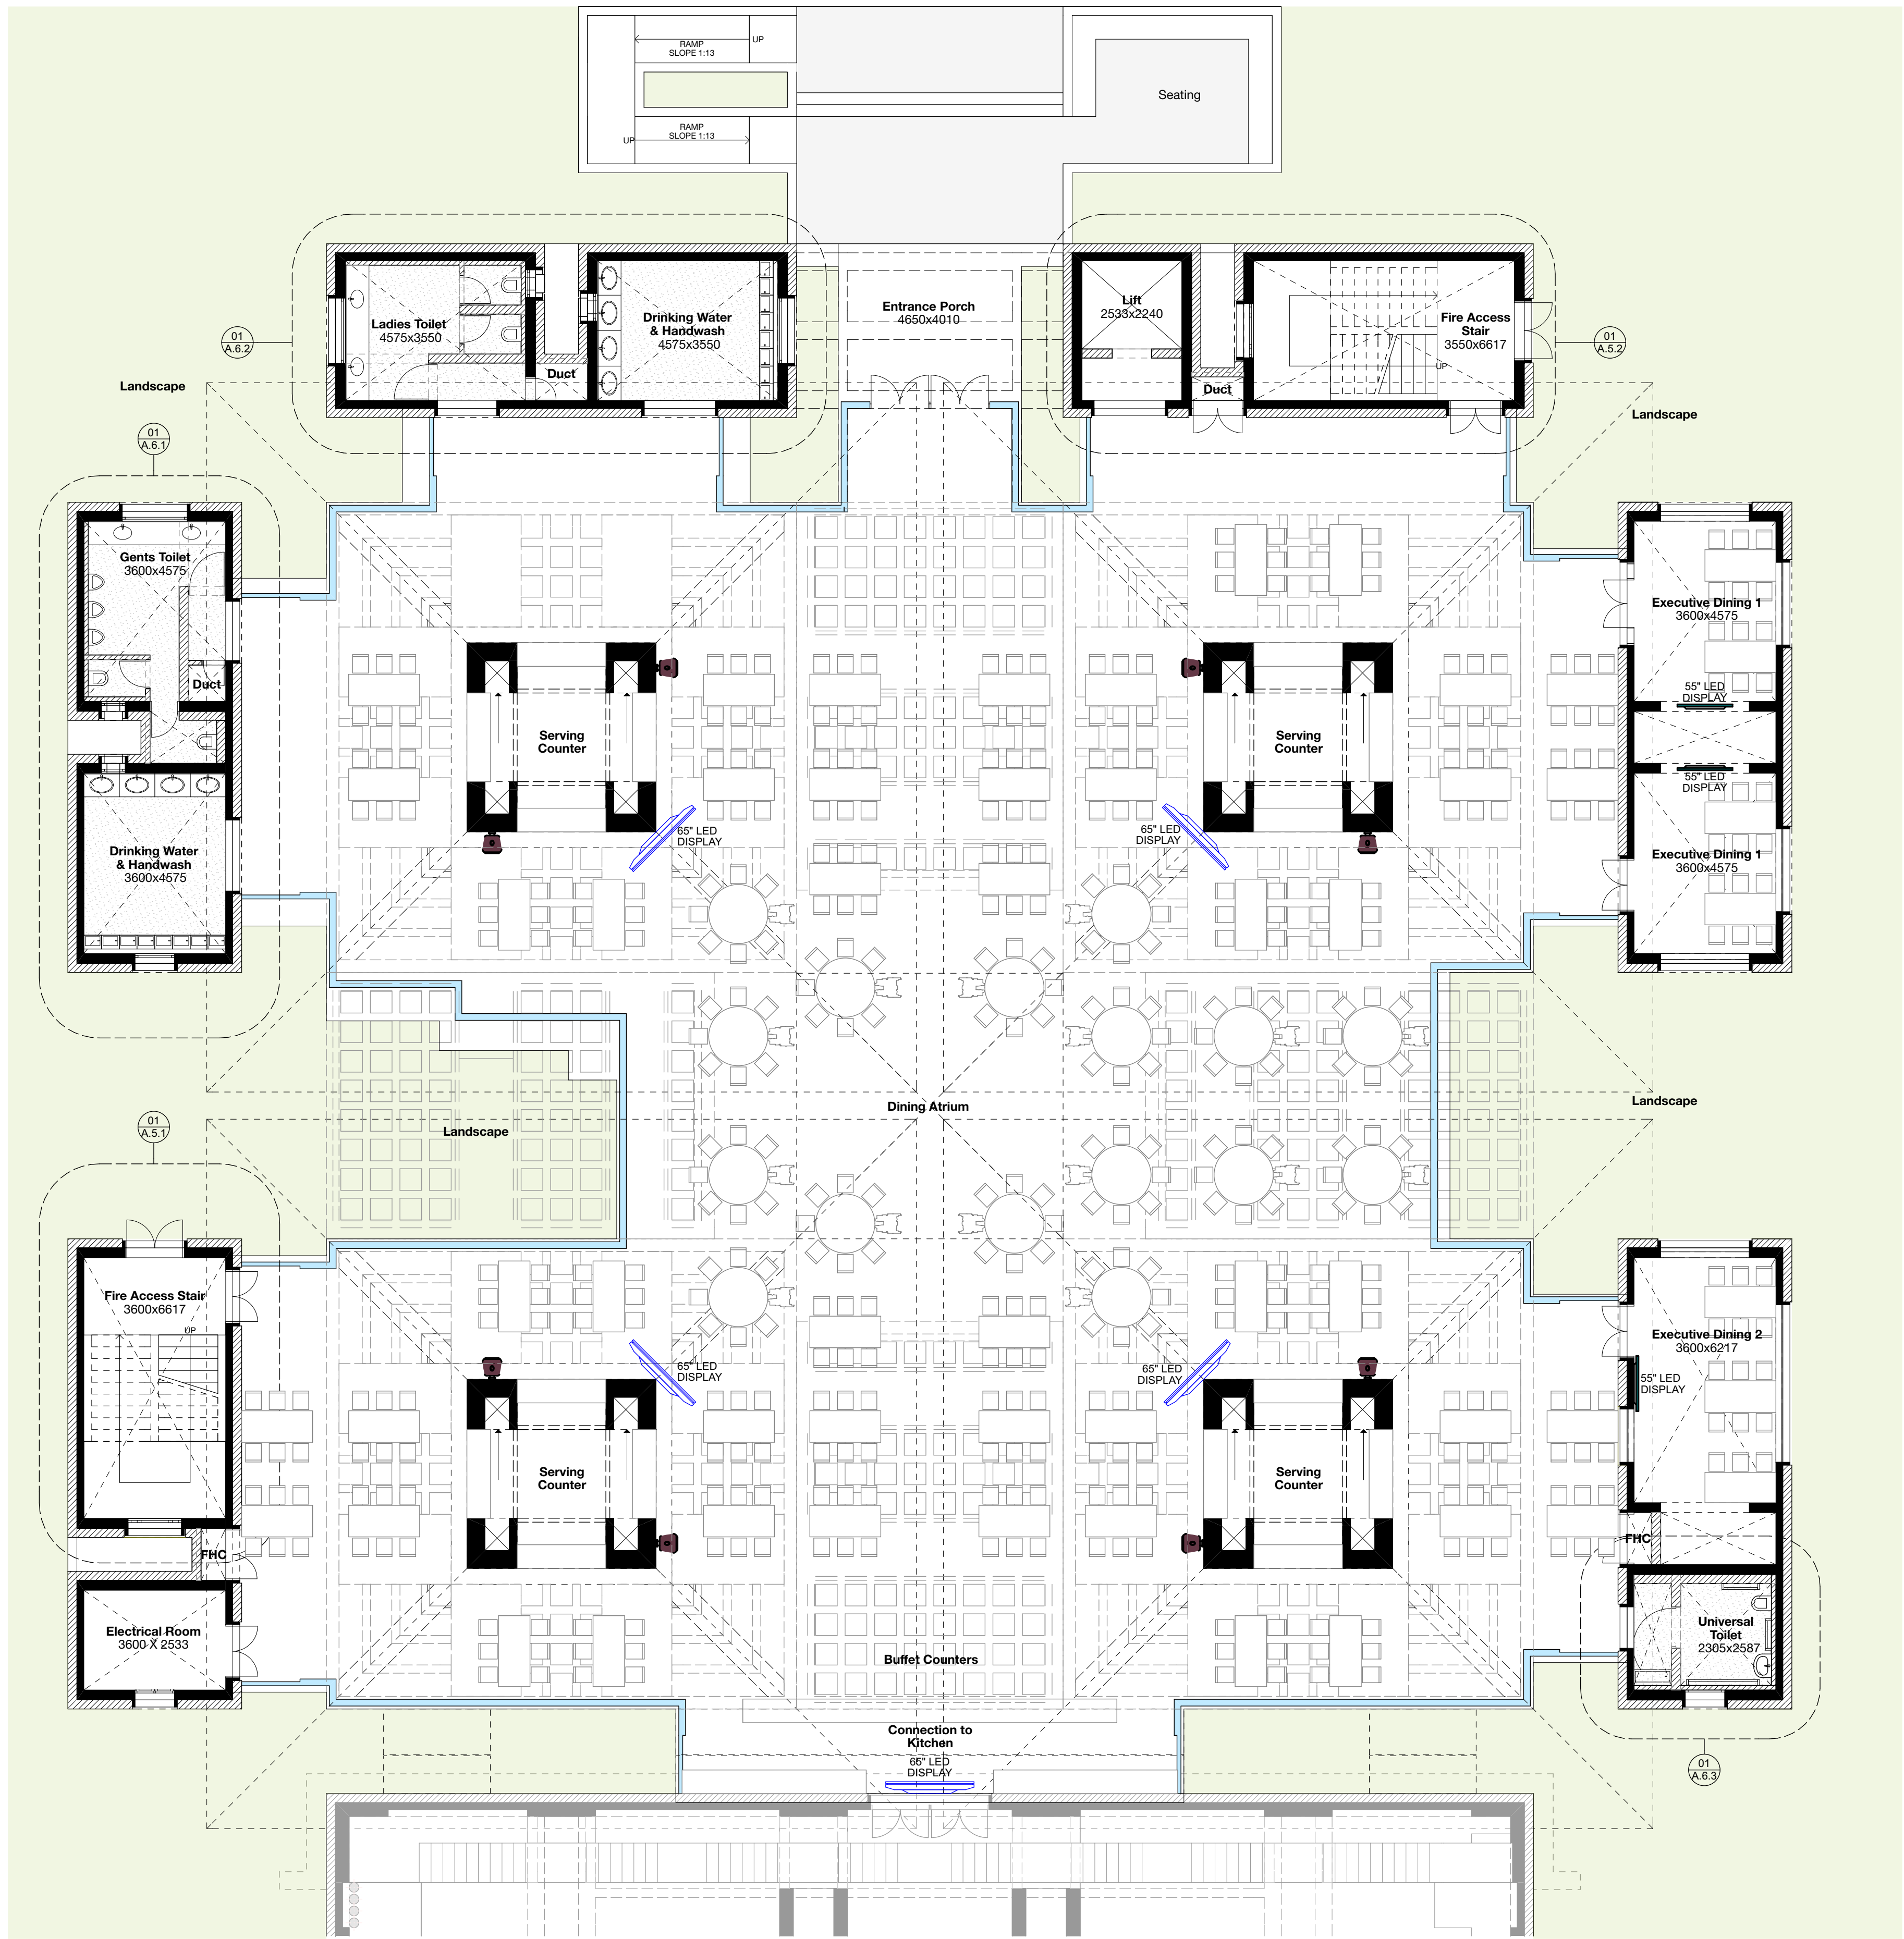 RAMP
SLOPE 1:13
UP
Seating
RAMP
SLOPE 1:13
UP
Ladies Toilet
4575x3550
Duct
Drinking Water
& Handwash
4575x3550
Entrance Porch
4650x4010
Lift
2533x2240
Duct
Fire Access
Stair
3550x6617
UP
01
A.6.2
01
A.5.2
Landscape
Landscape
01
A.6.1
Gents Toilet
3600x4575
Duct
Drinking Water
& Handwash
3600x4575
Serving
Counter
65" LED
DISPLAY
Serving
Counter
65" LED
DISPLAY
Executive Dining 1
3600x4575
55" LED
DISPLAY
55" LED
DISPLAY
Executive Dining 1
3600x4575
Dining Atrium
Landscape
Landscape
01
A.5.1
Fire Access Stair
3600x6617
UP
FHC
Electrical Room
3600 X 2533
65" LED
DISPLAY
Serving
Counter
65" LED
DISPLAY
Serving
Counter
Executive Dining 2
3600x6217
55" LED
DISPLAY
FHC
Universal
Toilet
2305x2587
Buffet Counters
Connection to
Kitchen
65" LED
DISPLAY
01
A.6.3